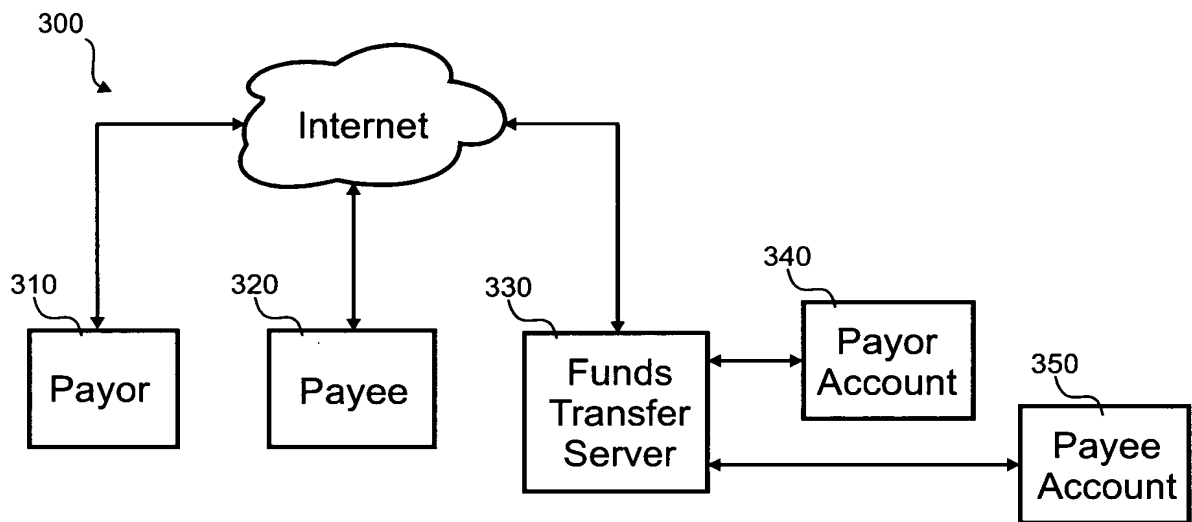 300
Internet
310
Payor
320
Payee
330
Funds
Transfer
Server
340
Payor
Account
350
Payee
Account